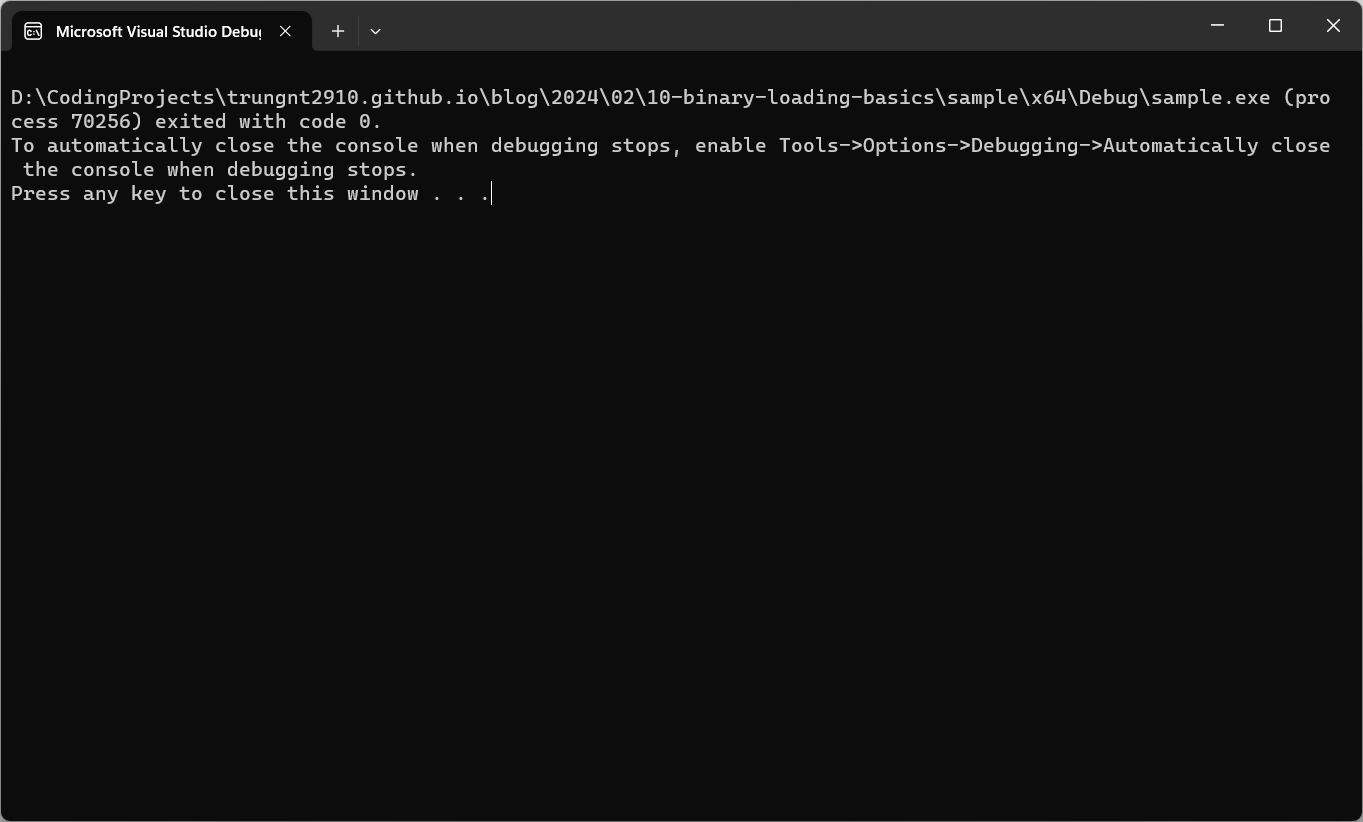 Microsoft Visual Studio Debu
D:\CodingProjects\trungnt2910.github.io\blog\2024\02\10-binary-loading-basics\sample\x64\Debug\sample.exe (pro
cess 70256) exited with code 0.
To automatically close the console when debugging stops, enable Tools->Options->Debugging->Automatically close
 the console when debugging stops.
Press any key to close this window . . .